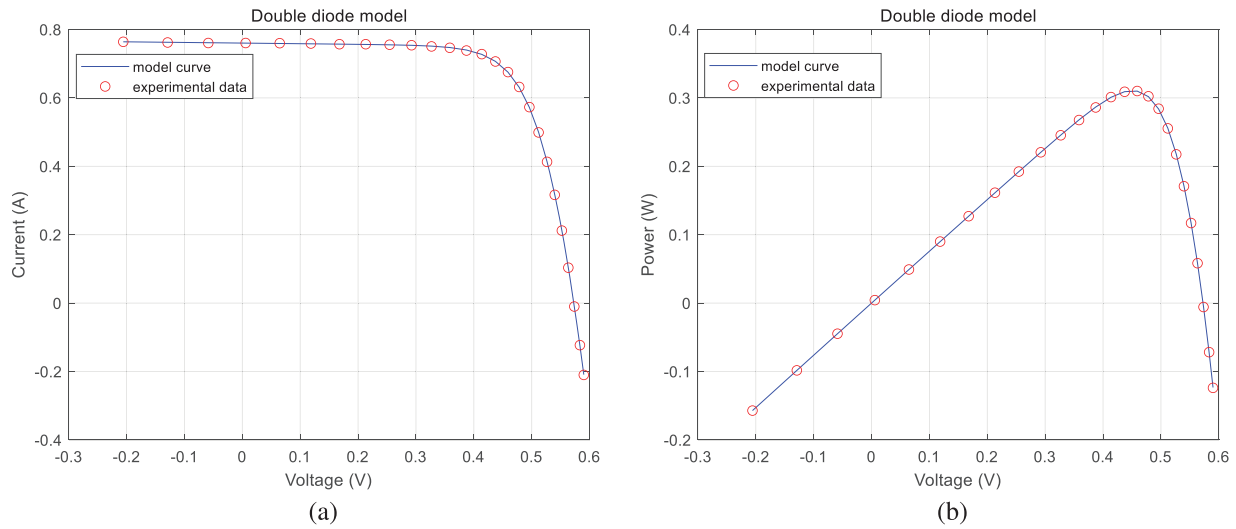 Double diode model
0.8
0.6
0.4
0.2
0
-0.2
-0.4
-0.3 -0.2 -0.1 0 0.1 0.2 0.3 0.4 0.5 0.6
Current (A)
Voltage (V)
model curve
experimental data
(a)
Double diode model
0.4
0.3
0.2
0.1
0
-0.1
-0.2
-0.3 -0.2 -0.1 0 0.1 0.2 0.3 0.4 0.5 0.6
Power (W)
Voltage (V)
model curve
experimental data
(b)